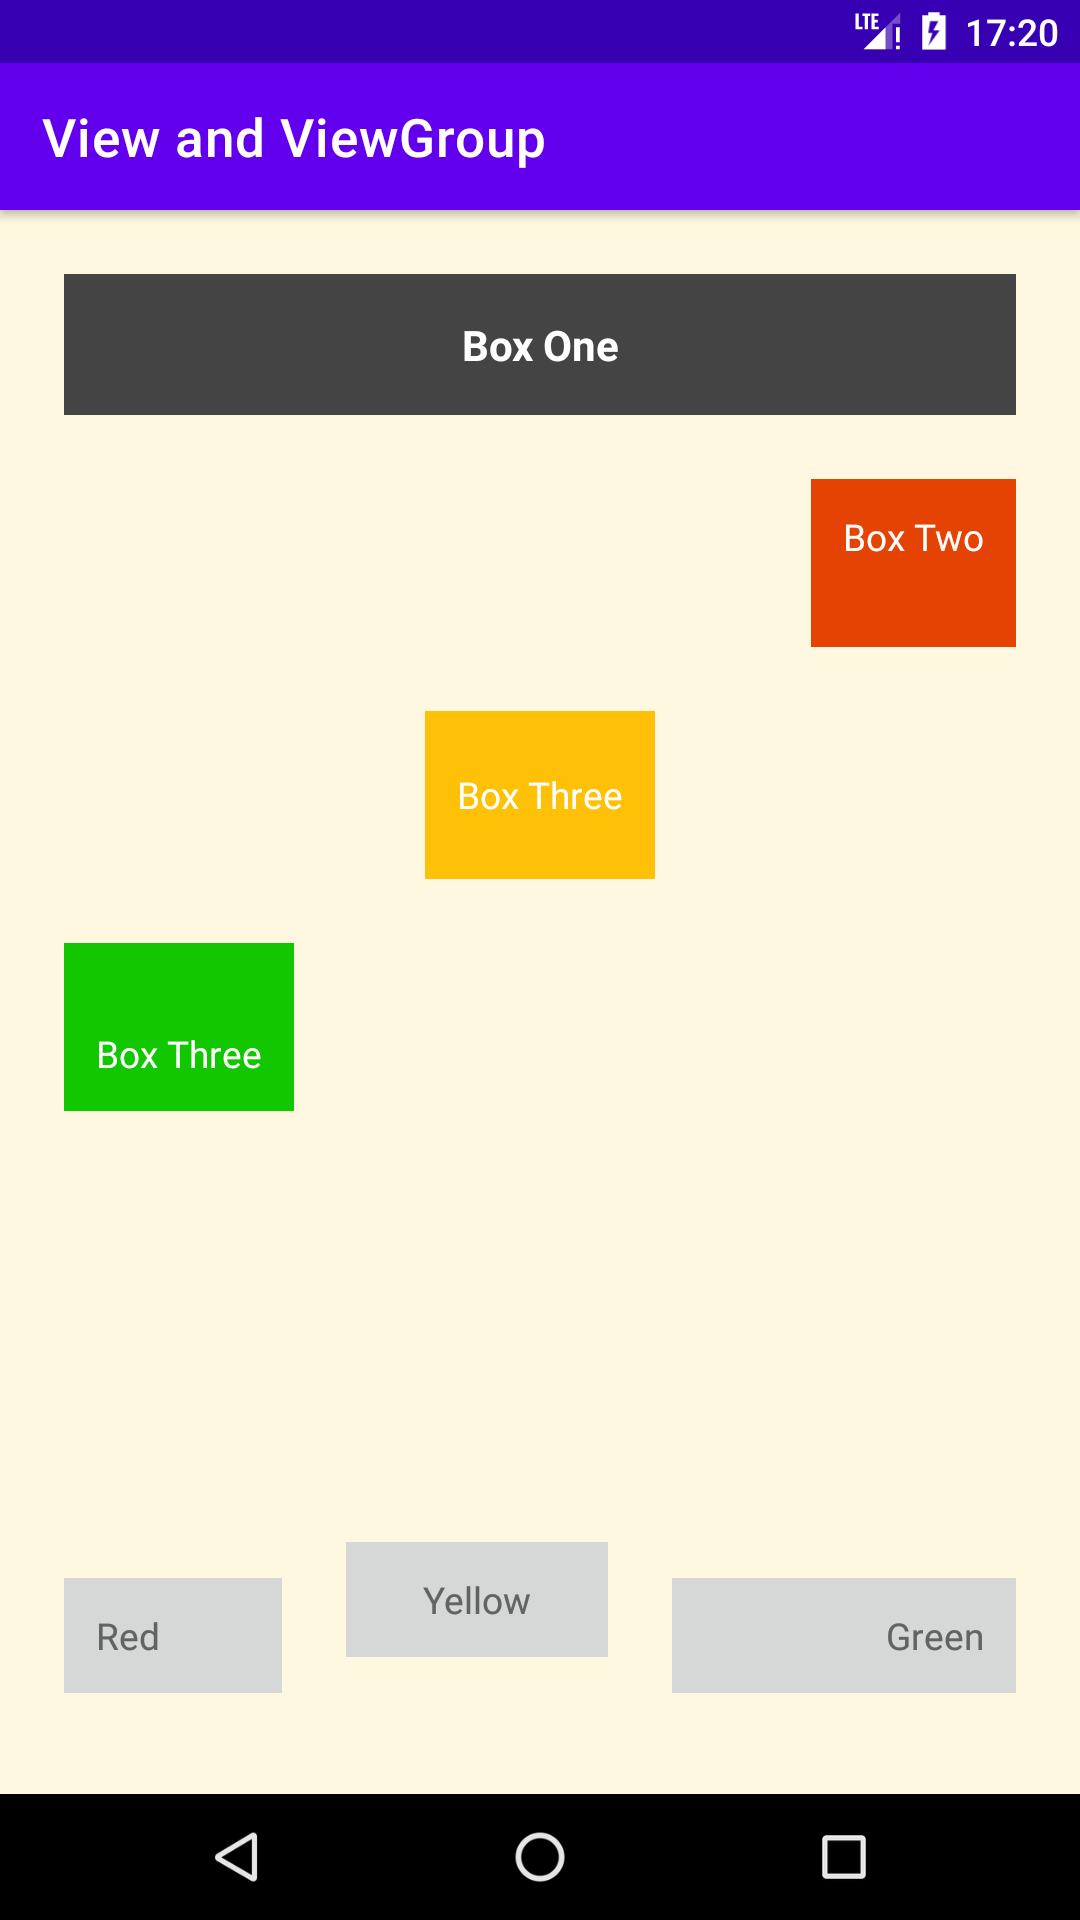 LTE 17:20
View and ViewGroup
Box One
Box Two
Box Three
Box Three
Red Yellow Green